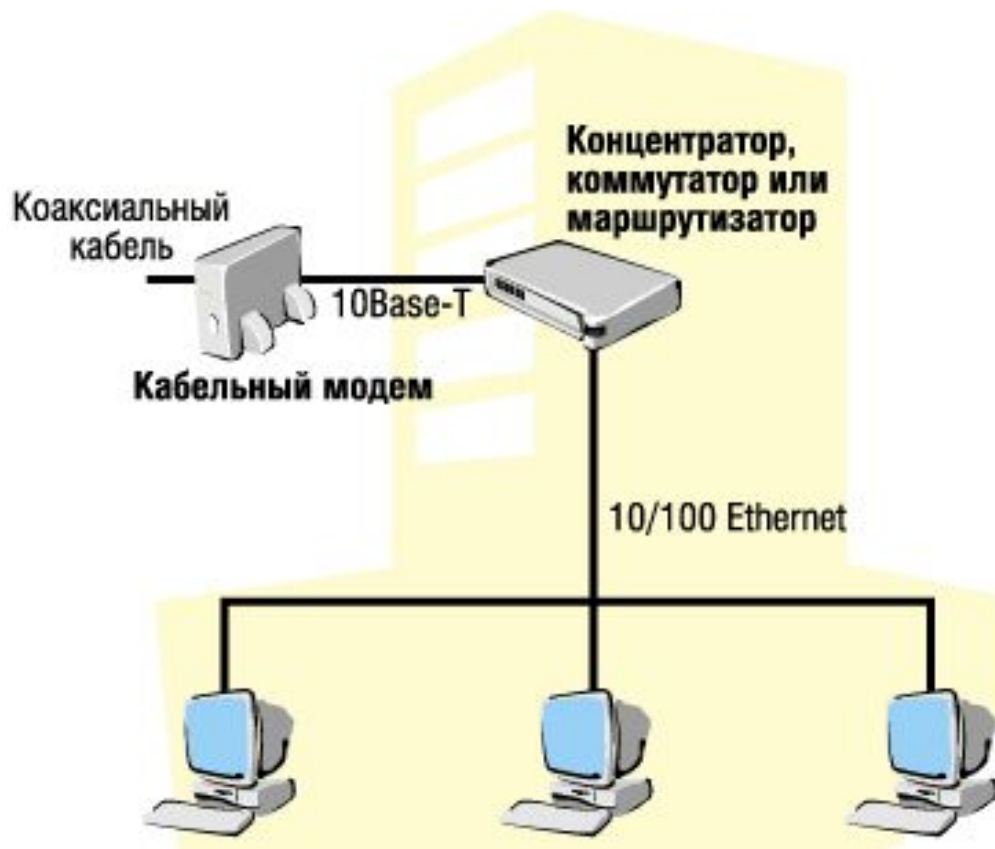 Концентратор,
коммутатор или
маршрутизатор
Коаксиальный
кабель
10Base-T
Кабельный модем
10/100 Ethernet